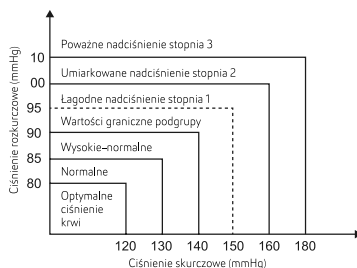 Ciśnienie rozkurczowe (mmHg)
10
00
95
90
85
80
Poważne nadciśnienie stopnia 3
Umiarkowane nadciśnienie stopnia 2
Łagodne nadciśnienie stopnia 1
Wartości graniczne podgrupy
Wysokie–normalne
Normalne
Optymalne
ciśnienie
krwi
120 130 140 150 160 180
Ciśnienie skurczowe (mmHg)